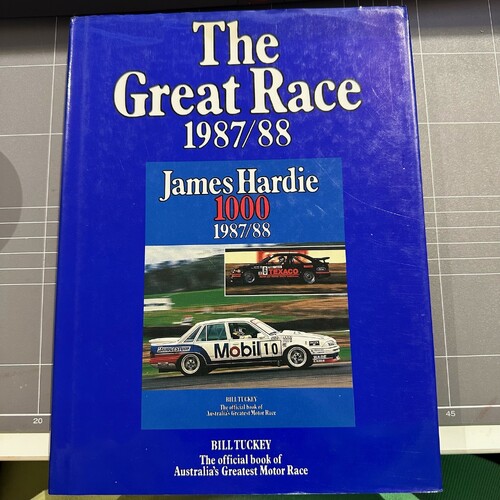 The
Great Race
1987/88
James Hardie
1000
1987/88
TEXACO
BRIDGESTONE
Mobil 10
BILL TUCKEY
The official book of
Australia's Greatest Motor Race
BILL TUCKEY
The official book of
Australia's Greatest Motor Race
20
45